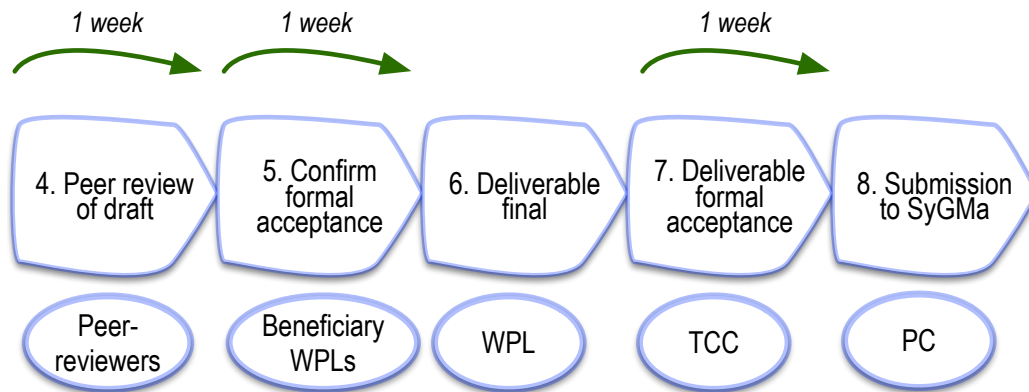 1 week
1 week
1 week
4. Peer review
of draft
5. Confirm
formal
acceptance
6. Deliverable
final
7. Deliverable
formal
acceptance
8. Submission
to SyGMa
Peer-
reviewers
Beneficiary
WPLs
WPL
TCC
PC